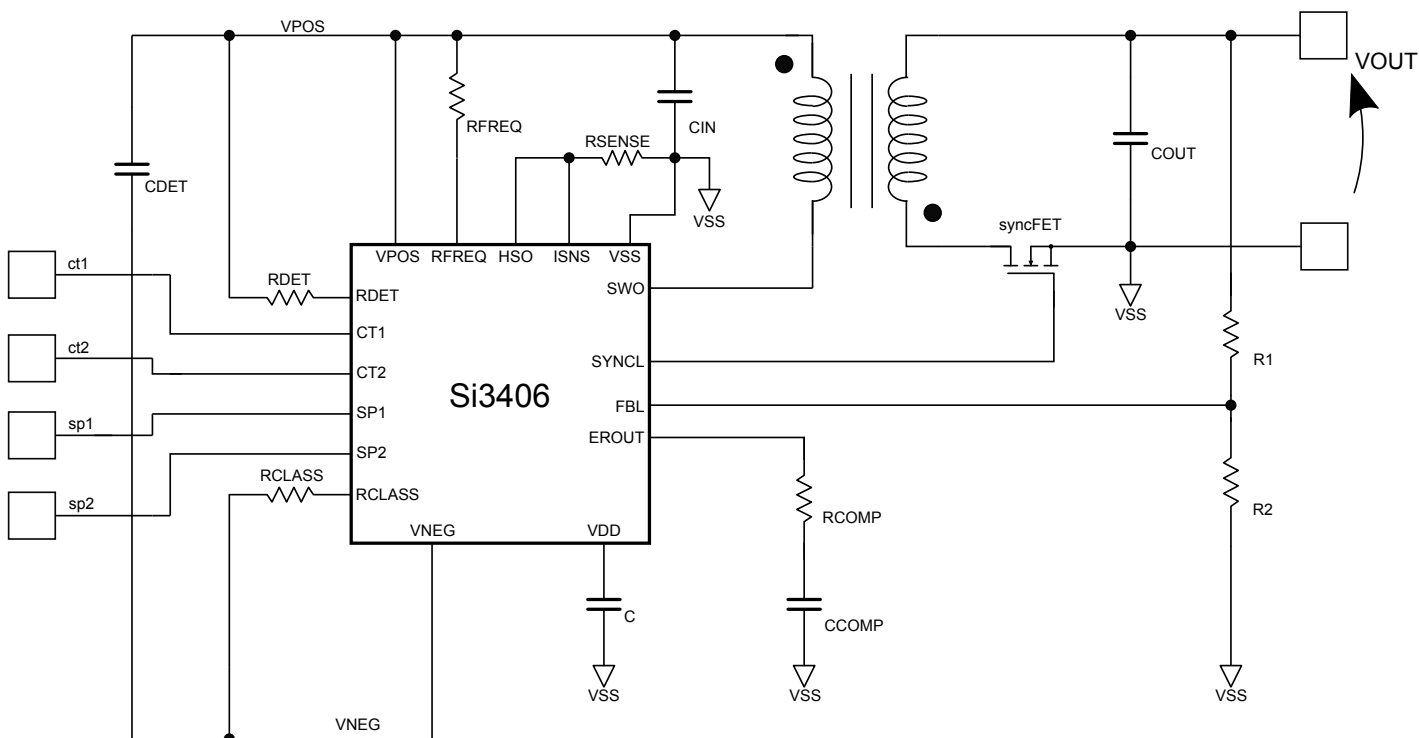 VPOS
VOUT
RFREQ
CIN
RSENSE
COUT
CDET
VSS
syncFET
VPOS
RFREQ
HSO
ISNS
VSS
ct1
RDET
RDET
SWO
VSS
CT1
ct2
SYNCL
R1
CT2
Si3406
FBL
SP1
sp1
EROUT
SP2
RCLASS
RCLASS
sp2
R2
RCOMP
VNEG
VDD
C
CCOMP
VSS
VSS
VSS
VNEG